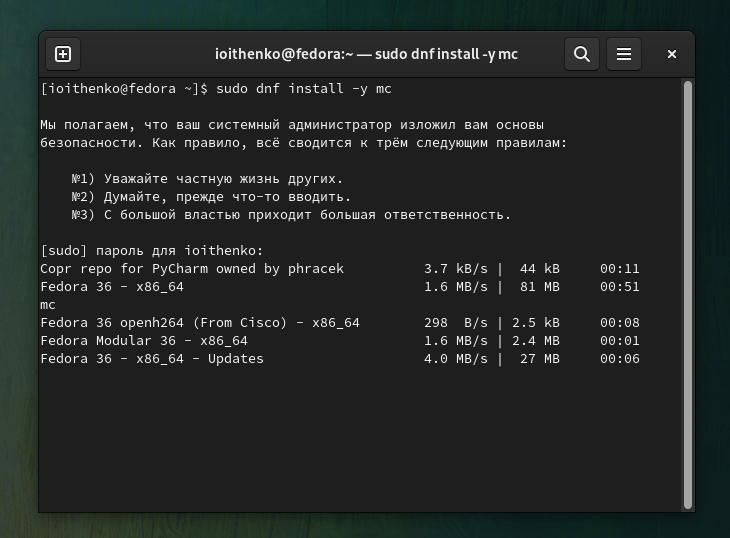 ioithenko@fedora:~ — sudo dnf install -y mc
[ioithenko@fedora ~]$ sudo dnf install -y mc
Мы полагаем, что ваш системный администратор изложил вам основы
безопасности. Как правило, всё сводится к трём следующим правилам:
№1) Уважайте частную жизнь других.
№2) Думайте, прежде что-то вводить.
№3) С большой властью приходит большая ответственность.
[sudo] пароль для ioithenko:
Copr repo for PyCharm owned by phracek 3.7 kB/s | 44 kB 00:11
Fedora 36 - x86_64 1.6 MB/s | 81 MB 00:51
mc
Fedora 36 openh264 (From Cisco) - x86_64 298 B/s | 2.5 kB 00:08
Fedora Modular 36 - x86_64 1.6 MB/s | 2.4 MB 00:01
Fedora 36 - x86_64 - Updates 4.0 MB/s | 27 MB 00:06